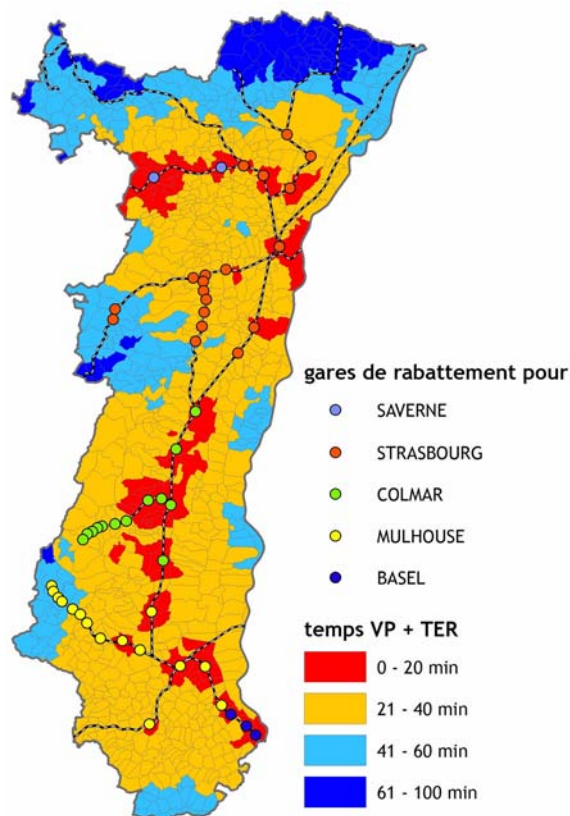 gares de rabattement pour
SAVERNE
STRASBOURG
COLMAR
MULHOUSE
BASEL
temps VP + TER
0 - 20 min
21 - 40 min
41 - 60 min
61 - 100 min